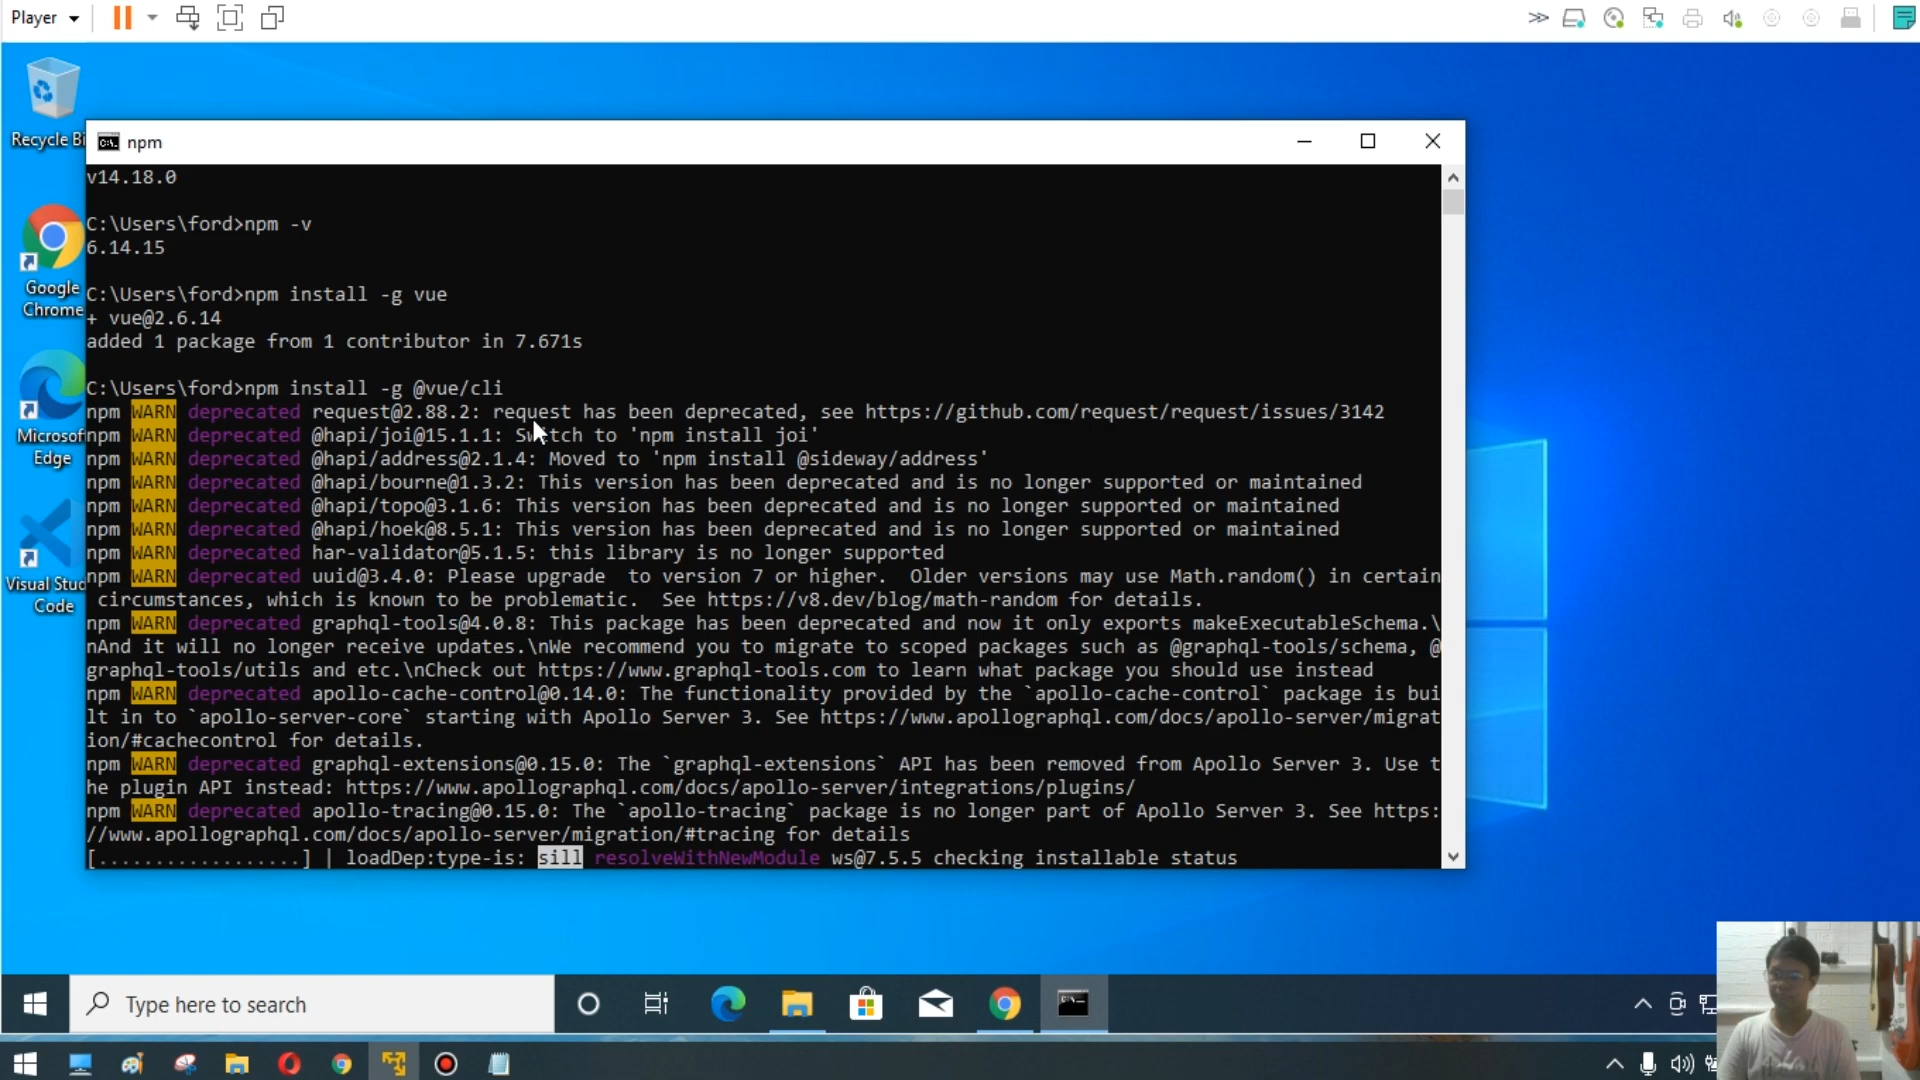 Player
Recycle Bi
Google
Chrome
Microsof
Edge
Visual Stud
Code
npm
v14.18.0
C:\Users\ford>npm -v
6.14.15
C:\Users\ford>npm install -g vue
+ vue@2.6.14
added 1 package from 1 contributor in 7.671s
C:\Users\ford>npm install -g @vue/cli
npm WARN deprecated request@2.88.2: request has been deprecated, see https://github.com/request/request/issues/3142
npm WARN deprecated @hapi/joi@15.1.1: Switch to 'npm install joi'
npm WARN deprecated @hapi/address@2.1.4: Moved to 'npm install @sideway/address'
npm WARN deprecated @hapi/bourne@1.3.2: This version has been deprecated and is no longer supported or maintained
npm WARN deprecated @hapi/topo@3.1.6: This version has been deprecated and is no longer supported or maintained
npm WARN deprecated @hapi/hoek@8.5.1: This version has been deprecated and is no longer supported or maintained
npm WARN deprecated har-validator@5.1.5: this library is no longer supported
npm WARN deprecated uuid@3.4.0: Please upgrade  to version 7 or higher.  Older versions may use Math.random() in certain
 circumstances, which is known to be problematic.  See https://v8.dev/blog/math-random for details.
npm WARN deprecated graphql-tools@4.0.8: This package has been deprecated and now it only exports makeExecutableSchema.\
nAnd it will no longer receive updates.\nWe recommend you to migrate to scoped packages such as @graphql-tools/schema, @
graphql-tools/utils and etc.\nCheck out https://www.graphql-tools.com to learn what package you should use instead
npm WARN deprecated apollo-cache-control@0.14.0: The functionality provided by the `apollo-cache-control` package is bui
lt in to `apollo-server-core` starting with Apollo Server 3. See https://www.apollographql.com/docs/apollo-server/migrat
ion/#cachecontrol for details.
npm WARN deprecated graphql-extensions@0.15.0: The `graphql-extensions` API has been removed from Apollo Server 3. Use t
he plugin API instead: https://www.apollographql.com/docs/apollo-server/integrations/plugins/
npm WARN deprecated apollo-tracing@0.15.0: The `apollo-tracing` package is no longer part of Apollo Server 3. See https:
//www.apollographql.com/docs/apollo-server/migration/#tracing for details
[..................] | loadDep:type-is: sill resolveWithNewModule ws@7.5.5 checking installable status
Type here to search